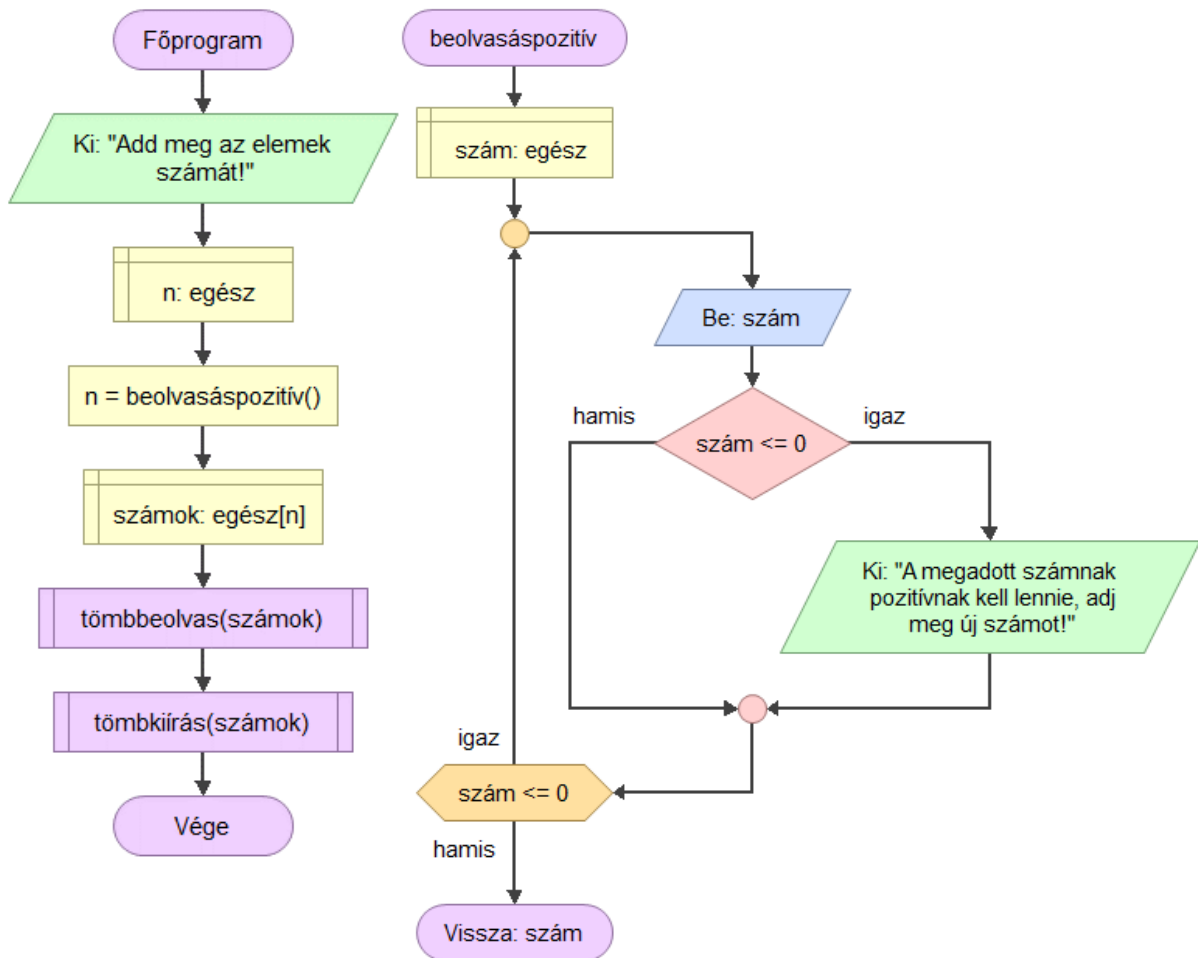 Főprogram
Ki: "Add meg az elemek
számát!"
n: egész
n = beolvasáspozitív()
számok: egész[n]
tömbbeolvas(számok)
tömbkiírás(számok)
Vége
beolvasáspozitív
szám: egész
Be: szám
hamis
igaz
szám <= 0
Ki: "A megadott számnak
pozitívnak kell lennie, adj
meg új számot!"
igaz
szám <= 0
hamis
Vissza: szám